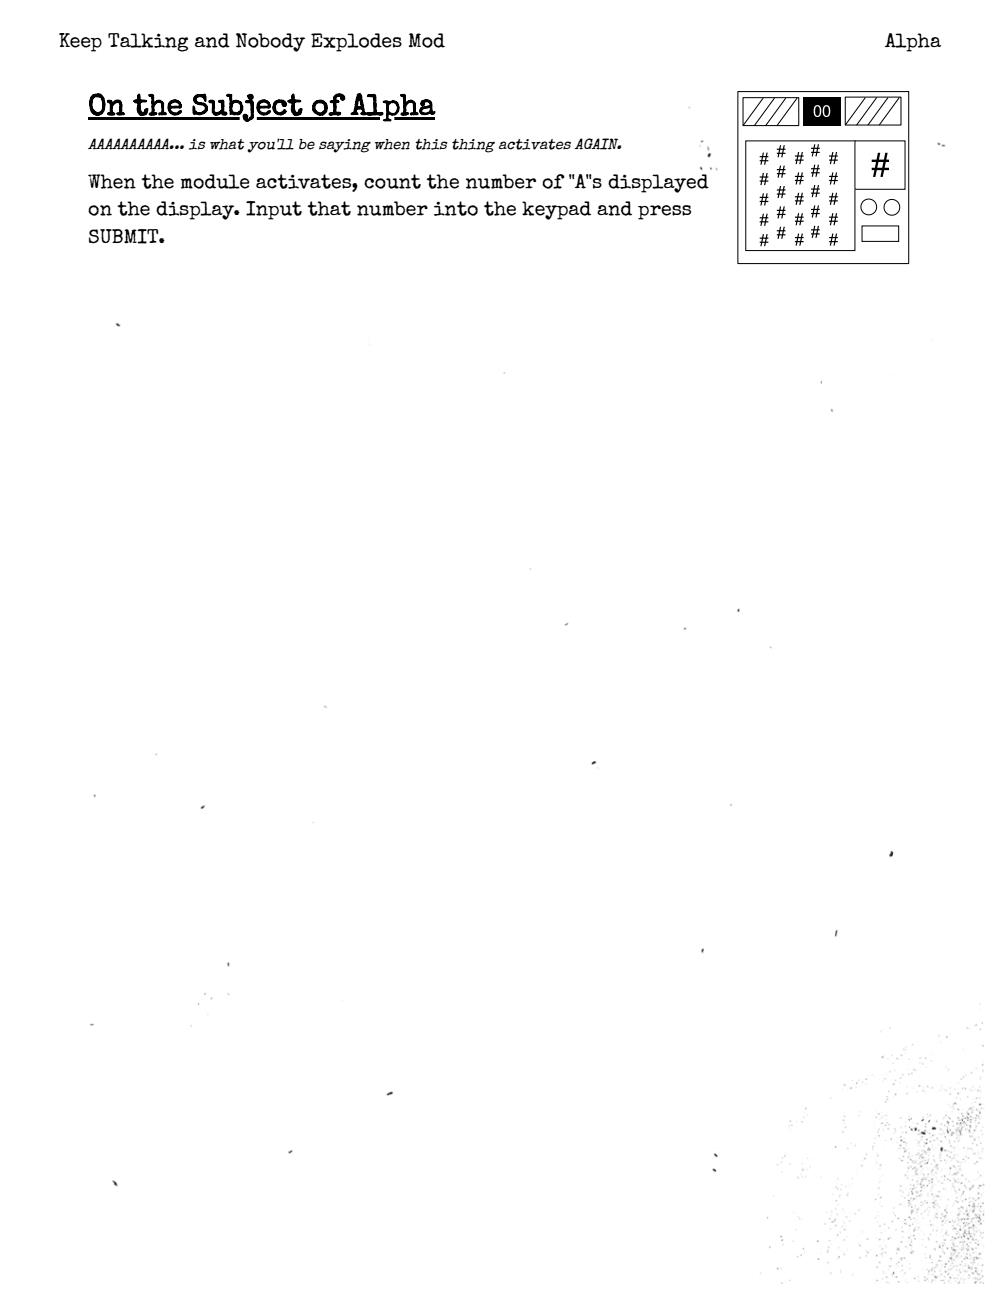 Keep Talking and Nobody Explodes Mod
Alpha
On the Subject of Alpha
AAAAAAAAAA... is what you'll be saying when this thing activates AGAIN.
When the module activates, count the number of "A"s displayed
on the display. Input that number into the keypad and press
SUBMIT.
00
# # # # #
# # # # #
# # # # #
# # # # #
# # # # #
#